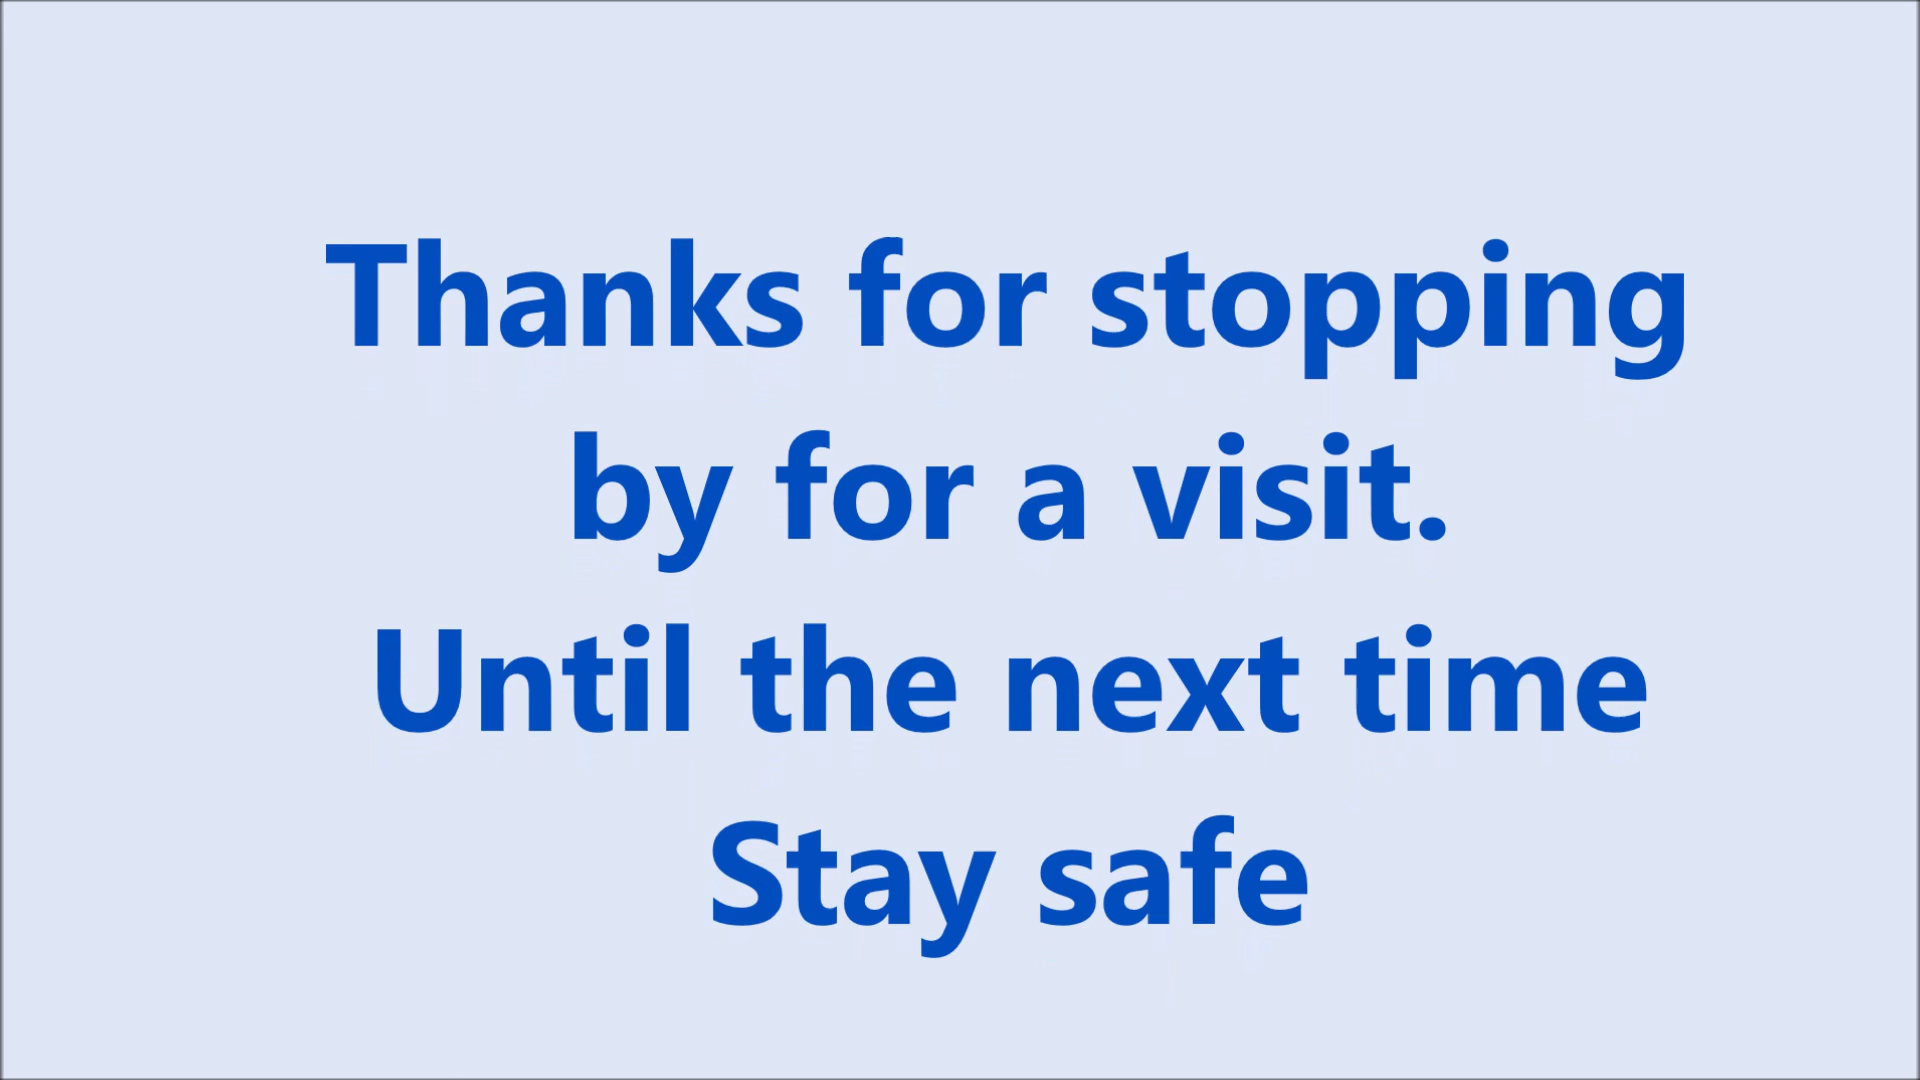 Thanks for stopping
by for a visit.
Until the next time
Stay safe